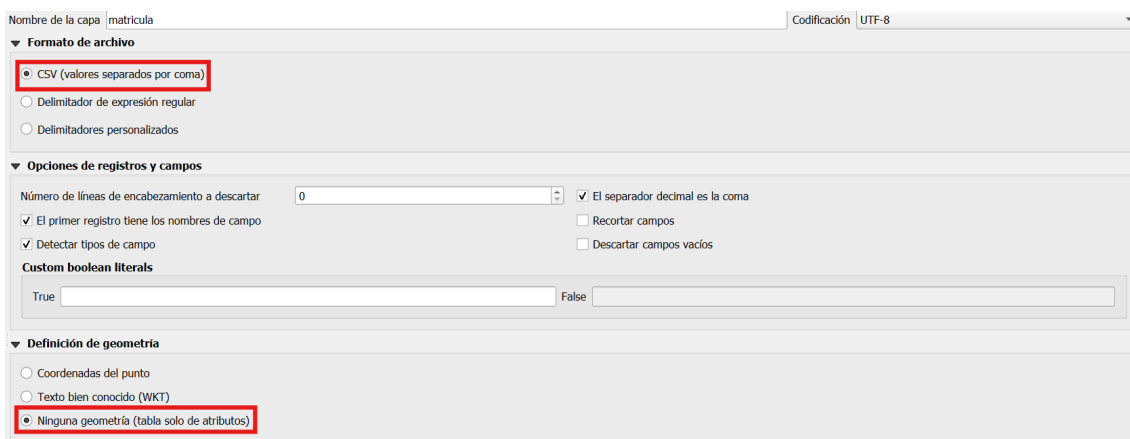 Nombre de la capa matricula Codificación UTF-8
Formato de archivo
CSV (valores separados por coma)
Delimitador de expresión regular
Delimitadores personalizados
Opciones de registros y campos
Número de líneas de encabezamiento a descartar 0 El separador decimal es la coma
El primer registro tiene los nombres de campo Recortar campos
Detectar tipos de campo Descartar campos vacíos
Custom boolean literals
True False
Definición de geometría
Coordenadas del punto
Texto bien conocido (WKT)
Ninguna geometría (tabla solo de atributos)